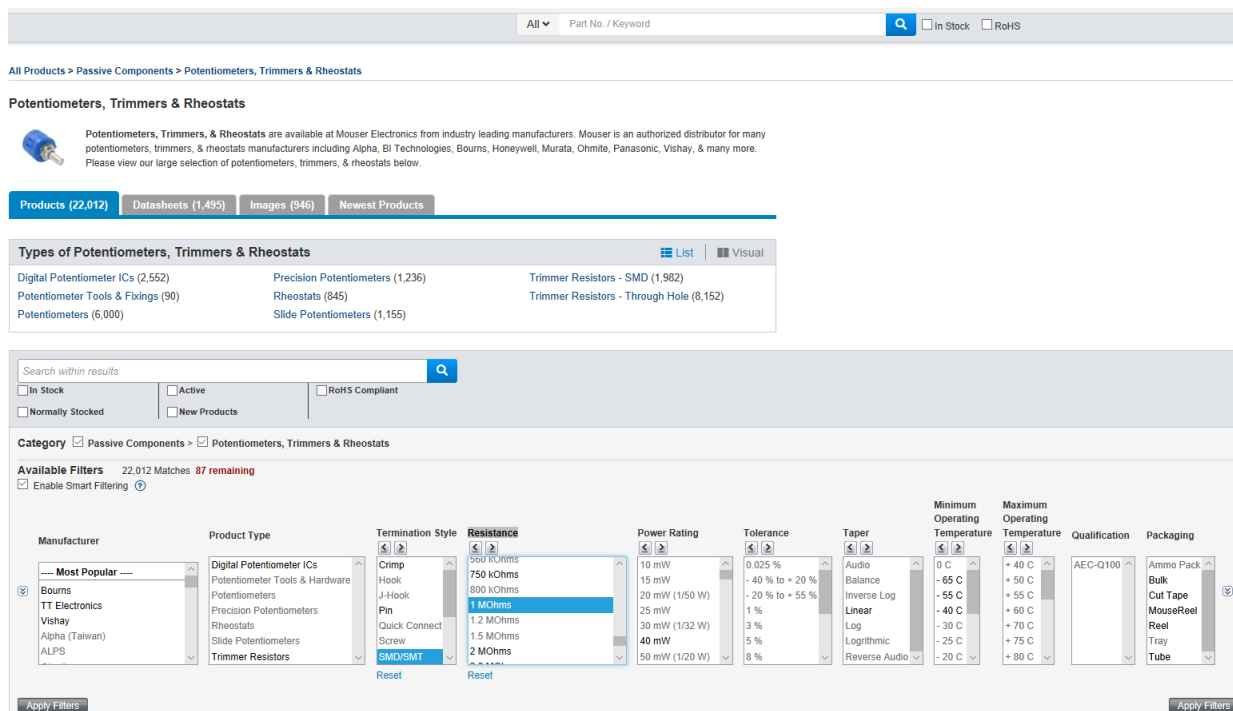 All Part No. / Keyword In Stock RoHS
All Products > Passive Components > Potentiometers, Trimmers & Rheostats
Potentiometers, Trimmers & Rheostats
Potentiometers, Trimmers, & Rheostats are available at Mouser Electronics from industry leading manufacturers. Mouser is an authorized distributor for many
potentiometers, trimmers, & rheostats manufacturers including Alpha, BI Technologies, Bourns, Honeywell, Murata, Ohmite, Panasonic, Vishay, & many more.
Please view our large selection of potentiometers, trimmers, & rheostats below.
Products (22,012) Datasheets (1,495) Images (946) Newest Products
Types of Potentiometers, Trimmers & Rheostats List Visual
Digital Potentiometer ICs (2,552) Precision Potentiometers (1,236) Trimmer Resistors - SMD (1,982)
Potentiometer Tools & Fixings (90) Rheostats (845) Trimmer Resistors - Through Hole (8,152)
Potentiometers (6,000) Slide Potentiometers (1,155)
Search within results
In Stock Active RoHS Compliant
Normally Stocked New Products
Category Passive Components > Potentiometers, Trimmers & Rheostats
Available Filters 22,012 Matches 87 remaining
Enable Smart Filtering
Manufacturer
---- Most Popular ----
Bourns
TT Electronics
Vishay
Alpha (Taiwan)
ALPS
Product Type
Digital Potentiometer ICs
Potentiometer Tools & Hardware
Potentiometers
Precision Potentiometers
Rheostats
Slide Potentiometers
Trimmer Resistors
Termination Style
Crimp
Hook
J-Hook
Pin
Quick Connect
Screw
SMD/SMT
Reset
Resistance
560 kOhms
750 kOhms
800 kOhms
1 MOhms
1.2 MOhms
1.5 MOhms
2 MOhms
Reset
Power Rating
10 mW
15 mW
20 mW (1/50 W)
25 mW
30 mW (1/32 W)
40 mW
50 mW (1/20 W)
Tolerance
0.025 %
- 40 % to + 20 %
- 20 % to + 55 %
1 %
3 %
5 %
8 %
Taper
Audio
Balance
Inverse Log
Linear
Log
Logrithmic
Reverse Audio
Minimum
Operating
Temperature
0 C
- 65 C
- 55 C
- 40 C
- 30 C
- 25 C
- 20 C
Maximum
Operating
Temperature
+ 40 C
+ 50 C
+ 55 C
+ 60 C
+ 70 C
+ 75 C
+ 80 C
Qualification
AEC-Q100
Packaging
Ammo Pack
Bulk
Cut Tape
MouseReel
Reel
Tray
Tube
Apply Filters Apply Filters